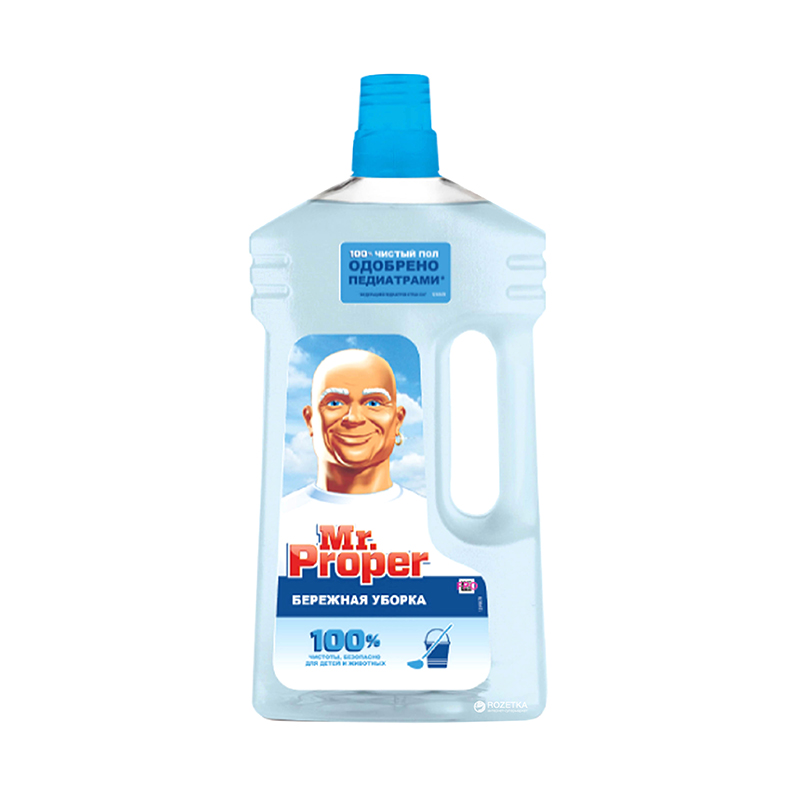 100% ЧИСТЫЙ ПОЛ
ОДОБРЕНО
ПЕДИАТРАМИ*
Mr.
Proper
БЕРЕЖНАЯ УБОРКА
100%
ЧИСТОТЫ, БЕЗОПАСНО
ДЛЯ ДЕТЕЙ И ЖИВОТНЫХ
ROZETKA